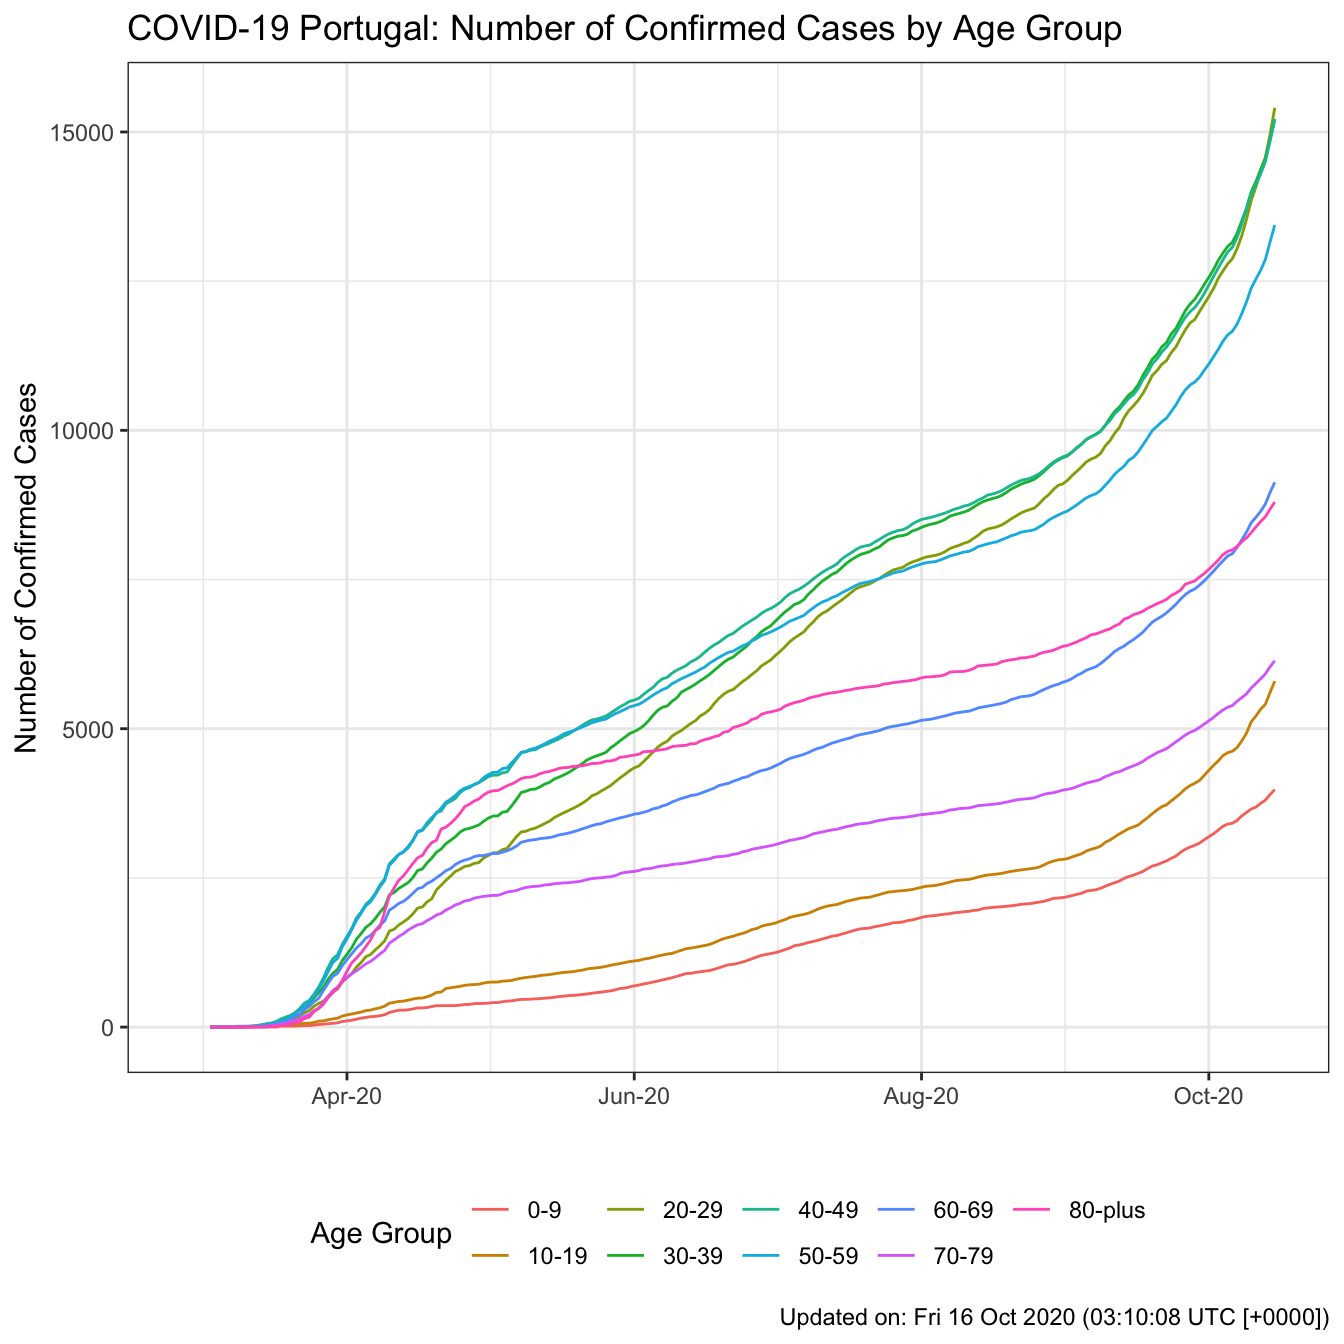 COVID-19 Portugal: Number of Confirmed Cases by Age Group
Number of Confirmed Cases
15000
10000
5000
0
Apr-20
Jun-20
Aug-20
Oct-20
Age Group
0-9
20-29
40-49
60-69
80-plus
10-19
30-39
50-59
70-79
Updated on: Fri 16 Oct 2020 (03:10:08 UTC [+0000])